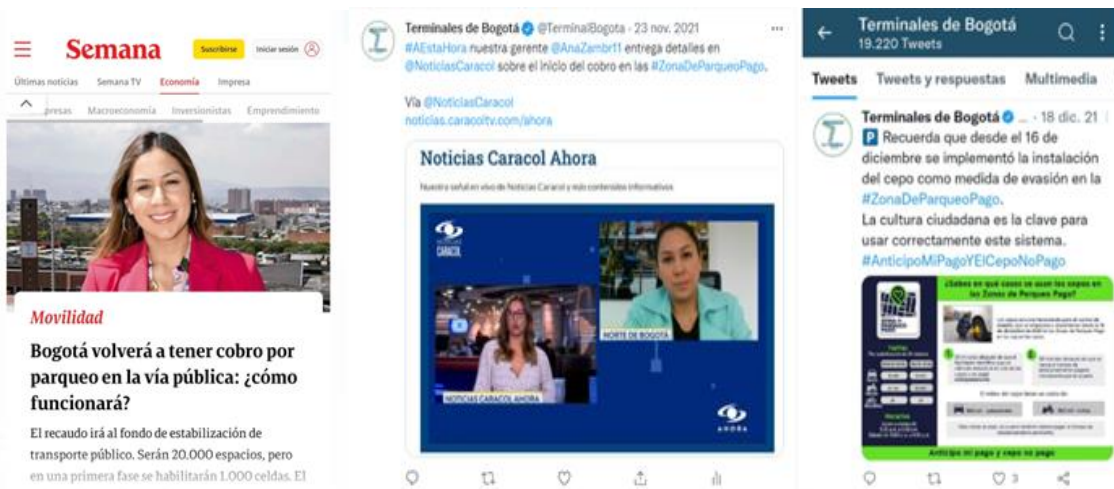 Semana
Suscribirse
Iniciar sesión
Últimas noticias
Semana TV
Economía
Impresa
presas
Macroeconomía
Inversionistas
Emprendimiento
Movilidad
Bogotá volverá a tener cobro por
parqueo en la vía pública: ¿cómo
funcionará?
El recaudo irá al fondo de estabilización de
transporte público. Serán 20.000 espacios, pero
en una primera fase se habilitarán 1.000 celdas. El
Terminales de Bogotá @TerminalBogota · 23 nov. 2021
#AEstaHora nuestra gerente @AnaZambr11 entrega detalles en
@NoticiasCaracol sobre el inicio del cobro en las #ZonaDeParqueoPago.
Vía @NoticiasCaracol
noticias.caracoltv.com/ahora
Noticias Caracol Ahora
Nuestra señal en vivo de Noticias Caracol y más contenidos informativos
NOTICIAS
CARACOL
NORTE DE BOGOTÁ
NOTICIAS CARACOL AHORA
AHORA
Terminales de Bogotá
19.220 Tweets
Tweets
Tweets y respuestas
Multimedia
Terminales de Bogotá ... · 18 dic. 21
P Recuerda que desde el 16 de
diciembre se implementó la instalación
del cepo como medida de evasión en la
#ZonaDeParqueoPago.
La cultura ciudadana es la clave para
usar correctamente este sistema.
#AnticipoMiPagoYElCepoNoPago
¿Sabes en qué casos se usan los cepos en
las Zonas de Parqueo Pago?
Anticipo mi pago y cepo no pago
3